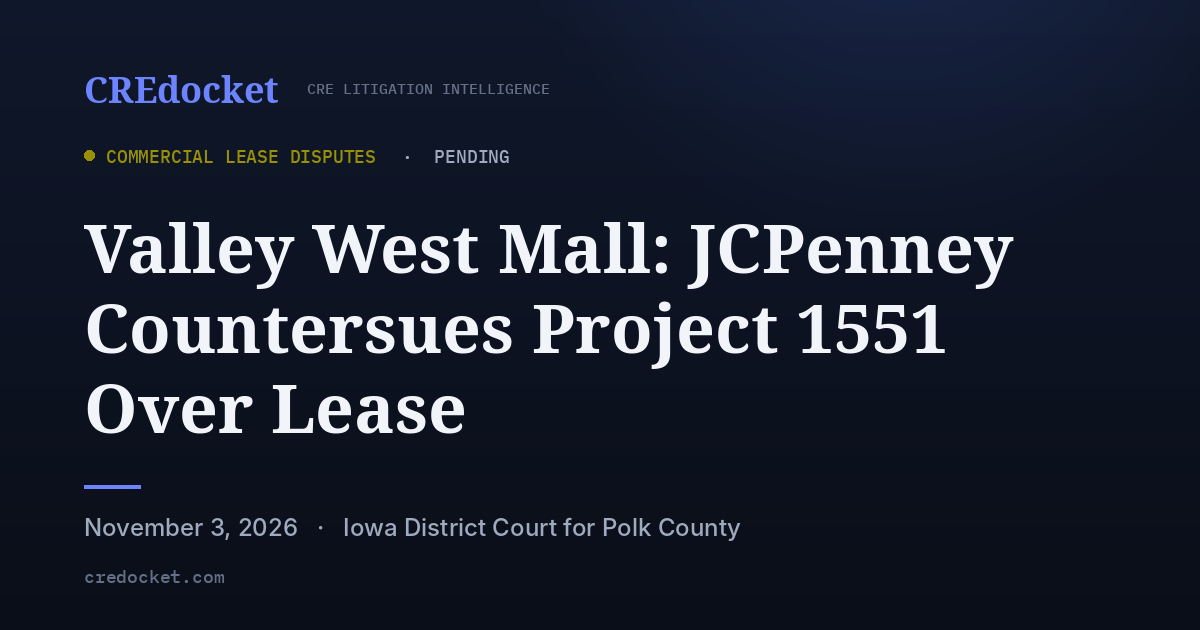 CREdocket CRE LITIGATION INTELLIGENCE
COMMERCIAL LEASE DISPUTES · PENDING
Valley West Mall: JCPenney
Countersues Project 1551
Over Lease
November 3, 2026 · Iowa District Court for Polk County
credocket.com